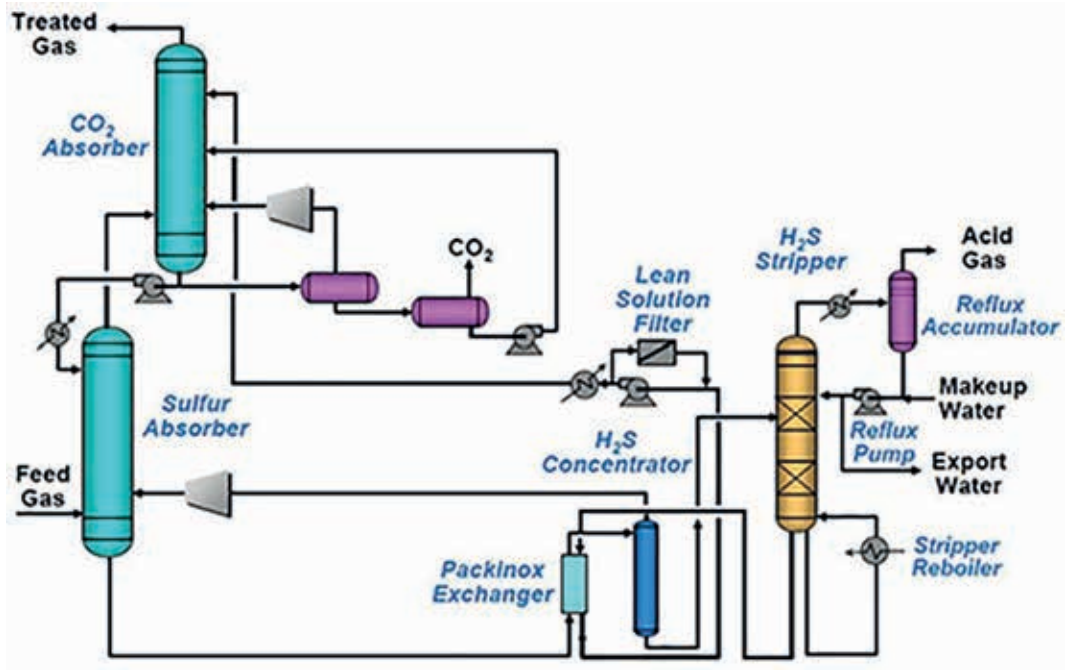 Treated
Gas
CO₂
Absorber
CO₂
H₂S
Stripper
Acid
Gas
Lean
Solution
Filter
Reflux
Accumulator
Sulfur
Absorber
Makeup
Water
H₂S
Concentrator
Reflux
Pump
Export
Water
Feed
Gas
Packinox
Exchanger
Stripper
Reboiler